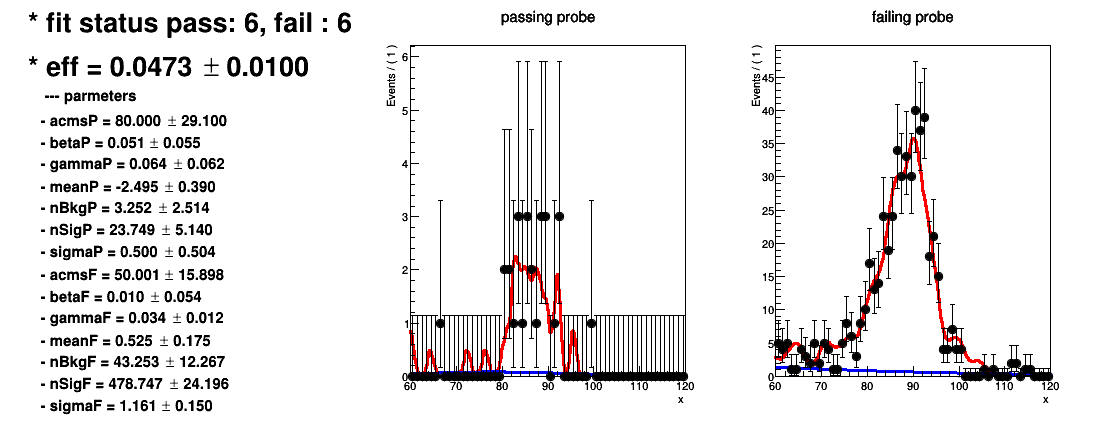 * fit status pass: 6, fail : 6
* eff = 0.0473 ± 0.0100
--- parmeters
- acmsP = 80.000 ± 29.100
- betaP = 0.051 ± 0.055
- gammaP = 0.064 ± 0.062
- meanP = -2.495 ± 0.390
- nBkgP = 3.252 ± 2.514
- nSigP = 23.749 ± 5.140
- sigmaP = 0.500 ± 0.504
- acmsF = 50.001 ± 15.898
- betaF = 0.010 ± 0.054
- gammaF = 0.034 ± 0.012
- meanF = 0.525 ± 0.175
- nBkgF = 43.253 ± 12.267
- nSigF = 478.747 ± 24.196
- sigmaF = 1.161 ± 0.150
passing probe
Events / ( 1 )
6
5
4
3
2
1
0
60 70 80 90 100 110 120
x
failing probe
Events / ( 1 )
45
40
35
30
25
20
15
10
5
0
60 70 80 90 100 110 120
x